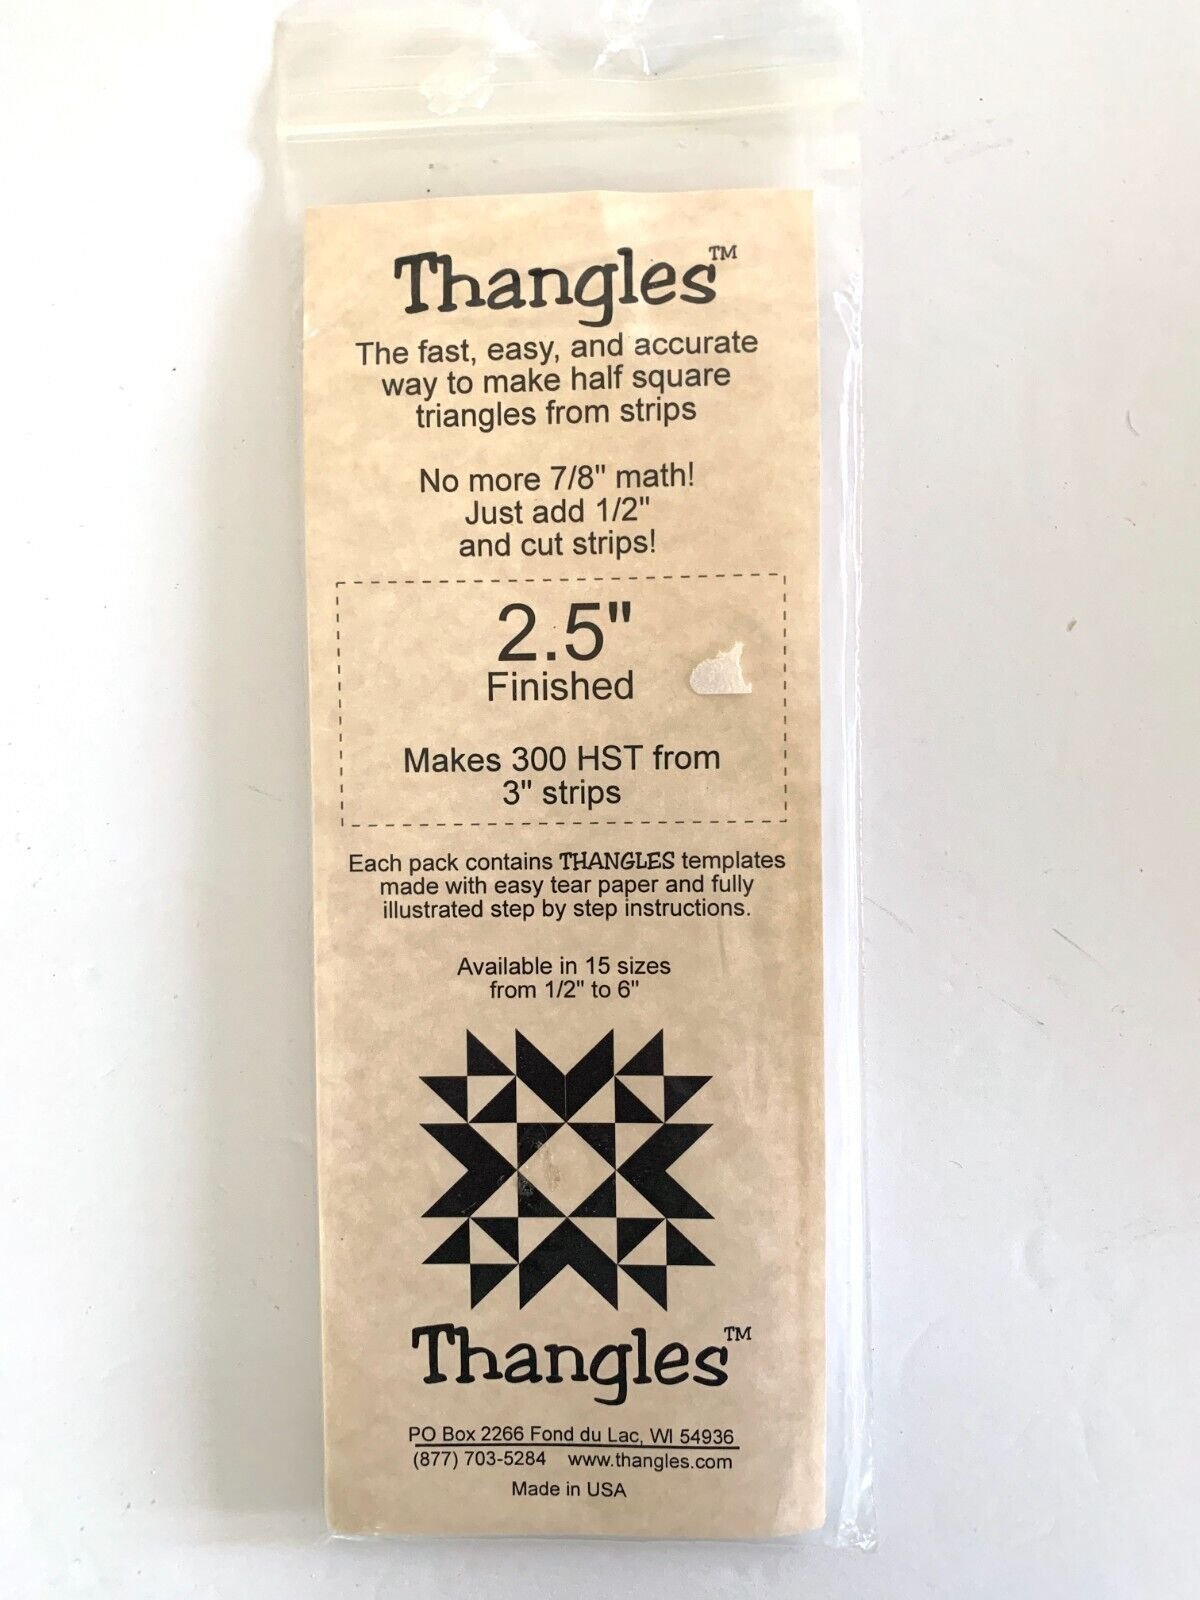 Thangles™
The fast, easy, and accurate
way to make half square
triangles from strips
No more 7/8" math!
Just add 1/2"
and cut strips!
2.5"
Finished
Makes 300 HST from
3" strips
Each pack contains THANGLES templates
made with easy tear paper and fully
illustrated step by step instructions.
Available in 15 sizes
from 1/2" to 6"
Thangles™
PO Box 2266 Fond du Lac, WI 54936
(877) 703-5284 www.thangles.com
Made in USA